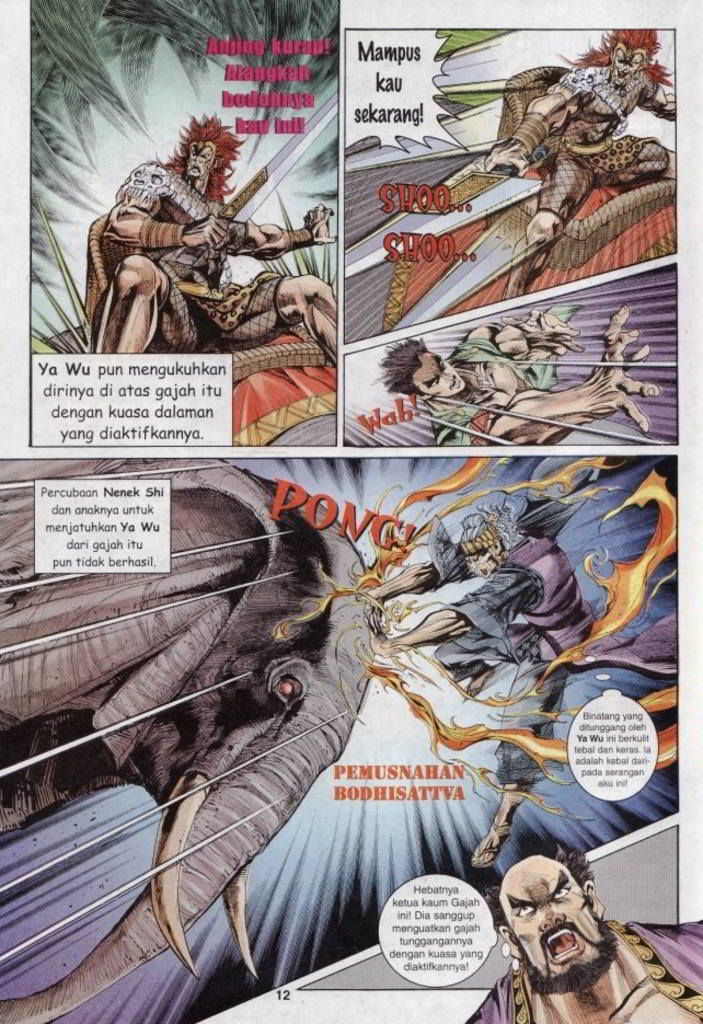 Anjing kurap!
Alangkah
bodohnya
kau ini!
Ya Wu pun mengukuhkan
dirinya di atas gajah itu
dengan kuasa dalaman
yang diaktifkannya.
Mampus
kau
sekarang!
SHOO...
SHOO...
Wah!
Percubaan Nenek Shi
dan anaknya untuk
menjatuhkan Ya Wu
dari gajah itu
pun tidak berhasil.
PONG!
PEMUSNAHAN
BODHISATTVA
Binatang yang
ditunggang oleh
Ya Wu ini berkulit
tebal dan keras. Ia
adalah kebal dari-
pada serangan
aku ini!
Hebatnya
ketua kaum Gajah
ini! Dia sanggup
menguatkan gajah
tunggangannya
dengan kuasa yang
diaktifkannya!
12